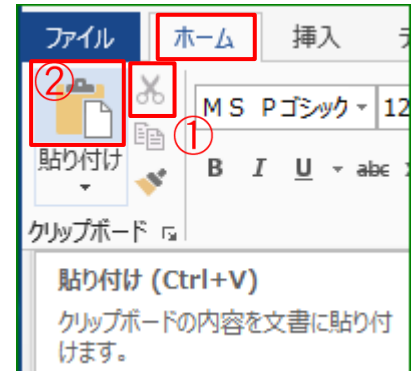 ファイル ホーム 挿入
②
①
ＭＳ Ｐゴシック 12
貼り付け
B I U abc
クリップボード
貼り付け (Ctrl+V)
クリップボードの内容を文書に貼り付
けます。